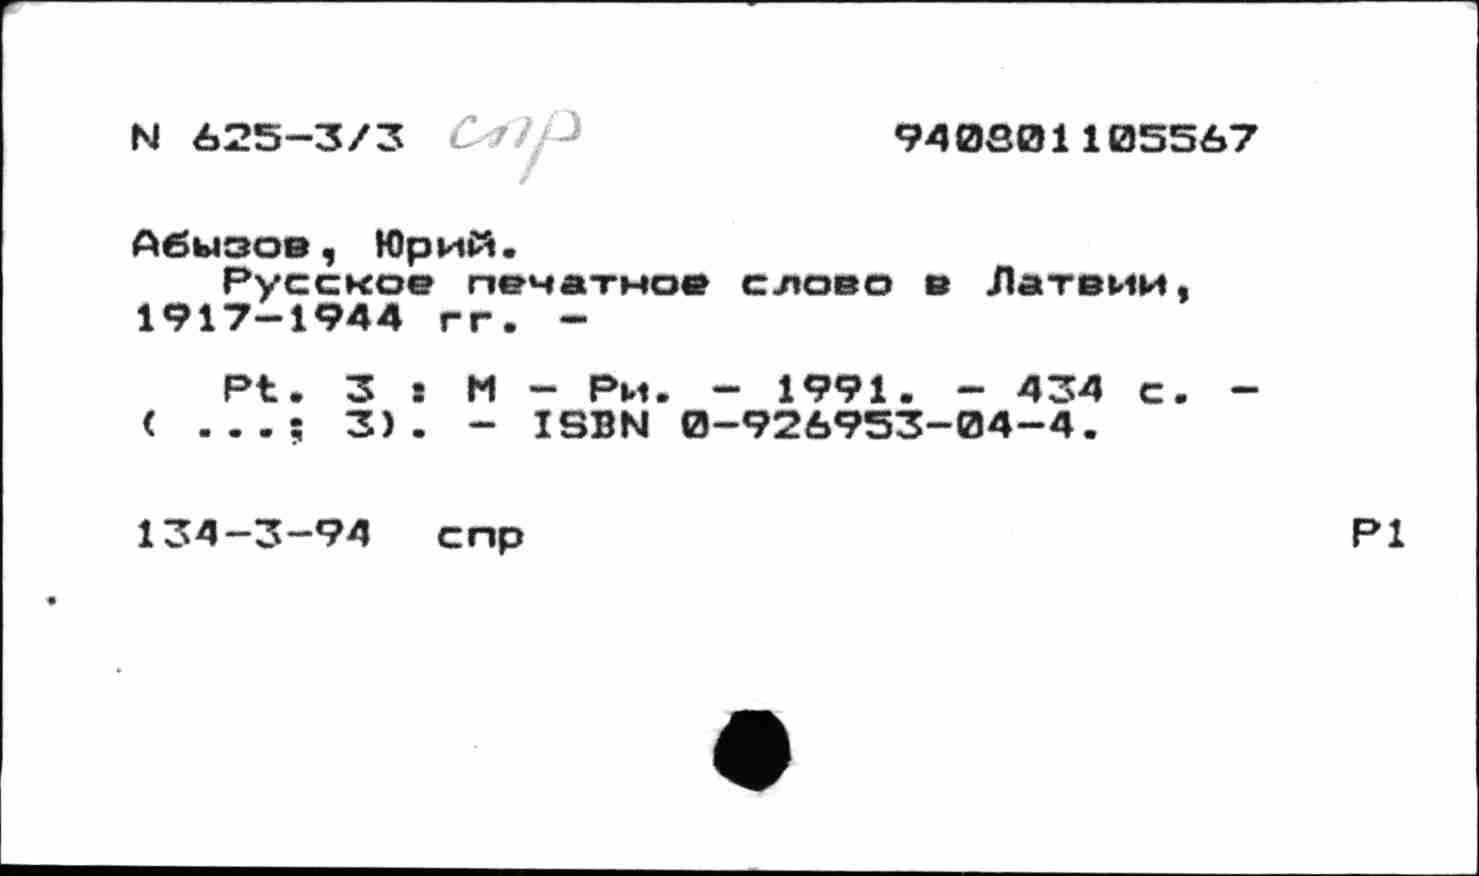 N 625-3/3 спр 940801105567
Абызов, Юрий.
Русское печатное слово в Латвии,
1917-1944 гг. -
Pt. 3 : М - Ри. - 1991. - 434 с. -
( ...; 3). - ISBN 0-926953-04-4.
134-3-94 спр P1